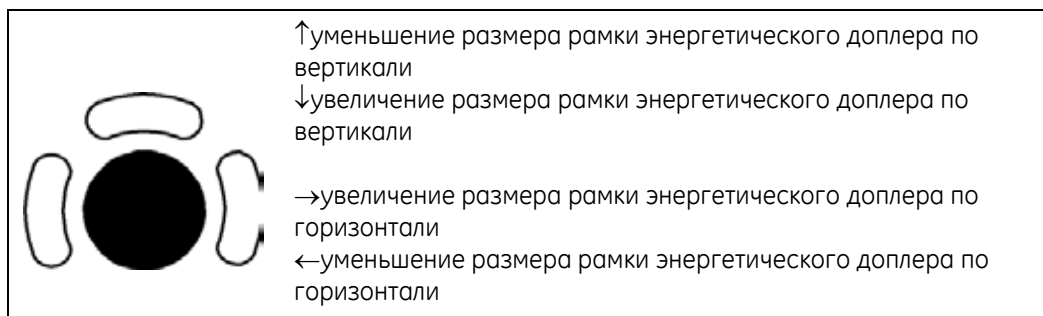 ↑уменьшение размера рамки энергетического доплера по
вертикали
↓увеличение размера рамки энергетического доплера по
вертикали
→увеличение размера рамки энергетического доплера по
горизонтали
←уменьшение размера рамки энергетического доплера по
горизонтали